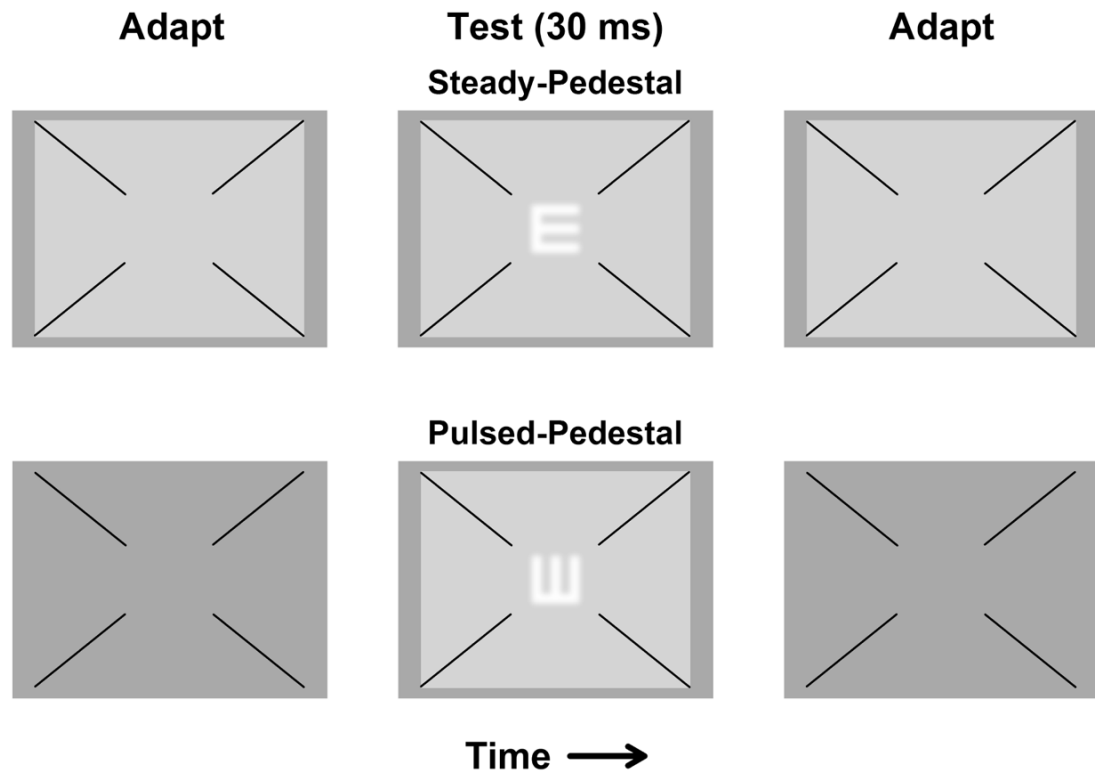 Adapt Test (30 ms) Adapt
Steady-Pedestal
E
Pulsed-Pedestal
E
Time →